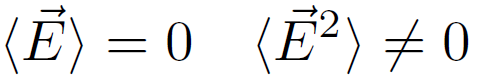 ⟨E⃗⟩ = 0 ⟨E⃗²⟩ ≠ 0